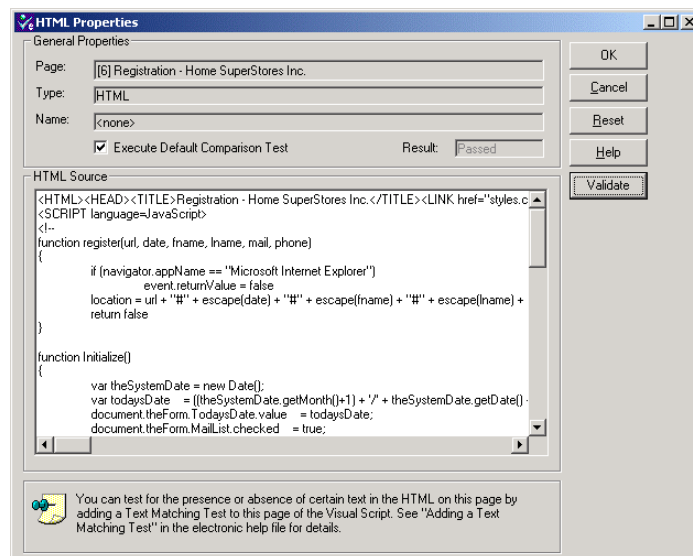 HTML Properties
General Properties
Page: [6] Registration - Home SuperStores Inc.
Type: HTML
Name: <none>
Execute Default Comparison Test Result: Passed
OK
Cancel
Reset
Help
Validate
HTML Source
<HTML><HEAD><TITLE>Registration - Home SuperStores Inc.</TITLE><LINK href="styles.c
<SCRIPT language=JavaScript>
<!--
function register(url, date, fname, lname, mail, phone)
{
if (navigator.appName == "Microsoft Internet Explorer")
event.returnValue = false
location = url + "#" + escape(date) + "#" + escape(fname) + "#" + escape(lname) +
return false
}
function Initialize()
{
var theSystemDate = new Date();
var todaysDate = ((theSystemDate.getMonth()+1) + '/' + theSystemDate.getDate() -
document.theForm.TodaysDate.value = todaysDate;
document.theForm.MailList.checked = true;
You can test for the presence or absence of certain text in the HTML on this page by
adding a Text Matching Test to this page of the Visual Script. See "Adding a Text
Matching Test" in the electronic help file for details.